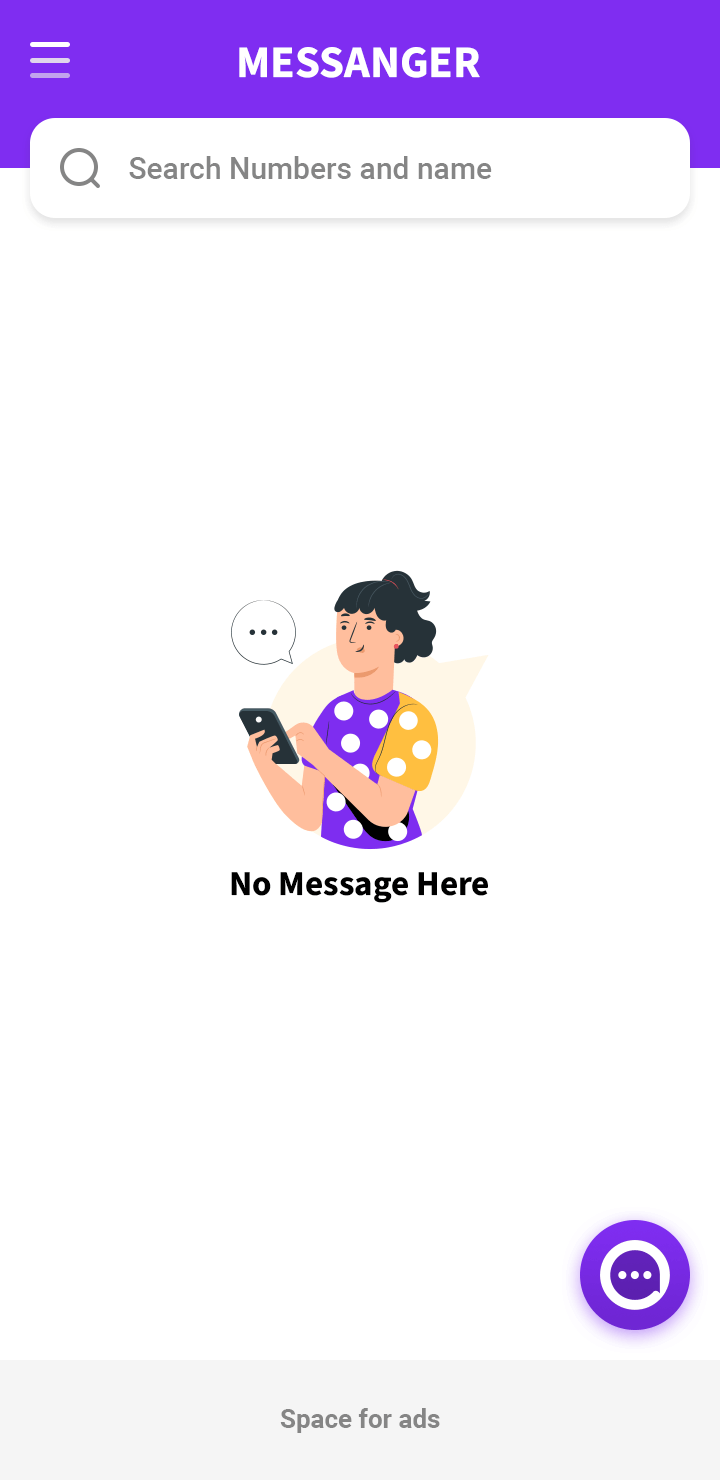 MESSANGER
Search Numbers and name
No Message Here
Space for ads